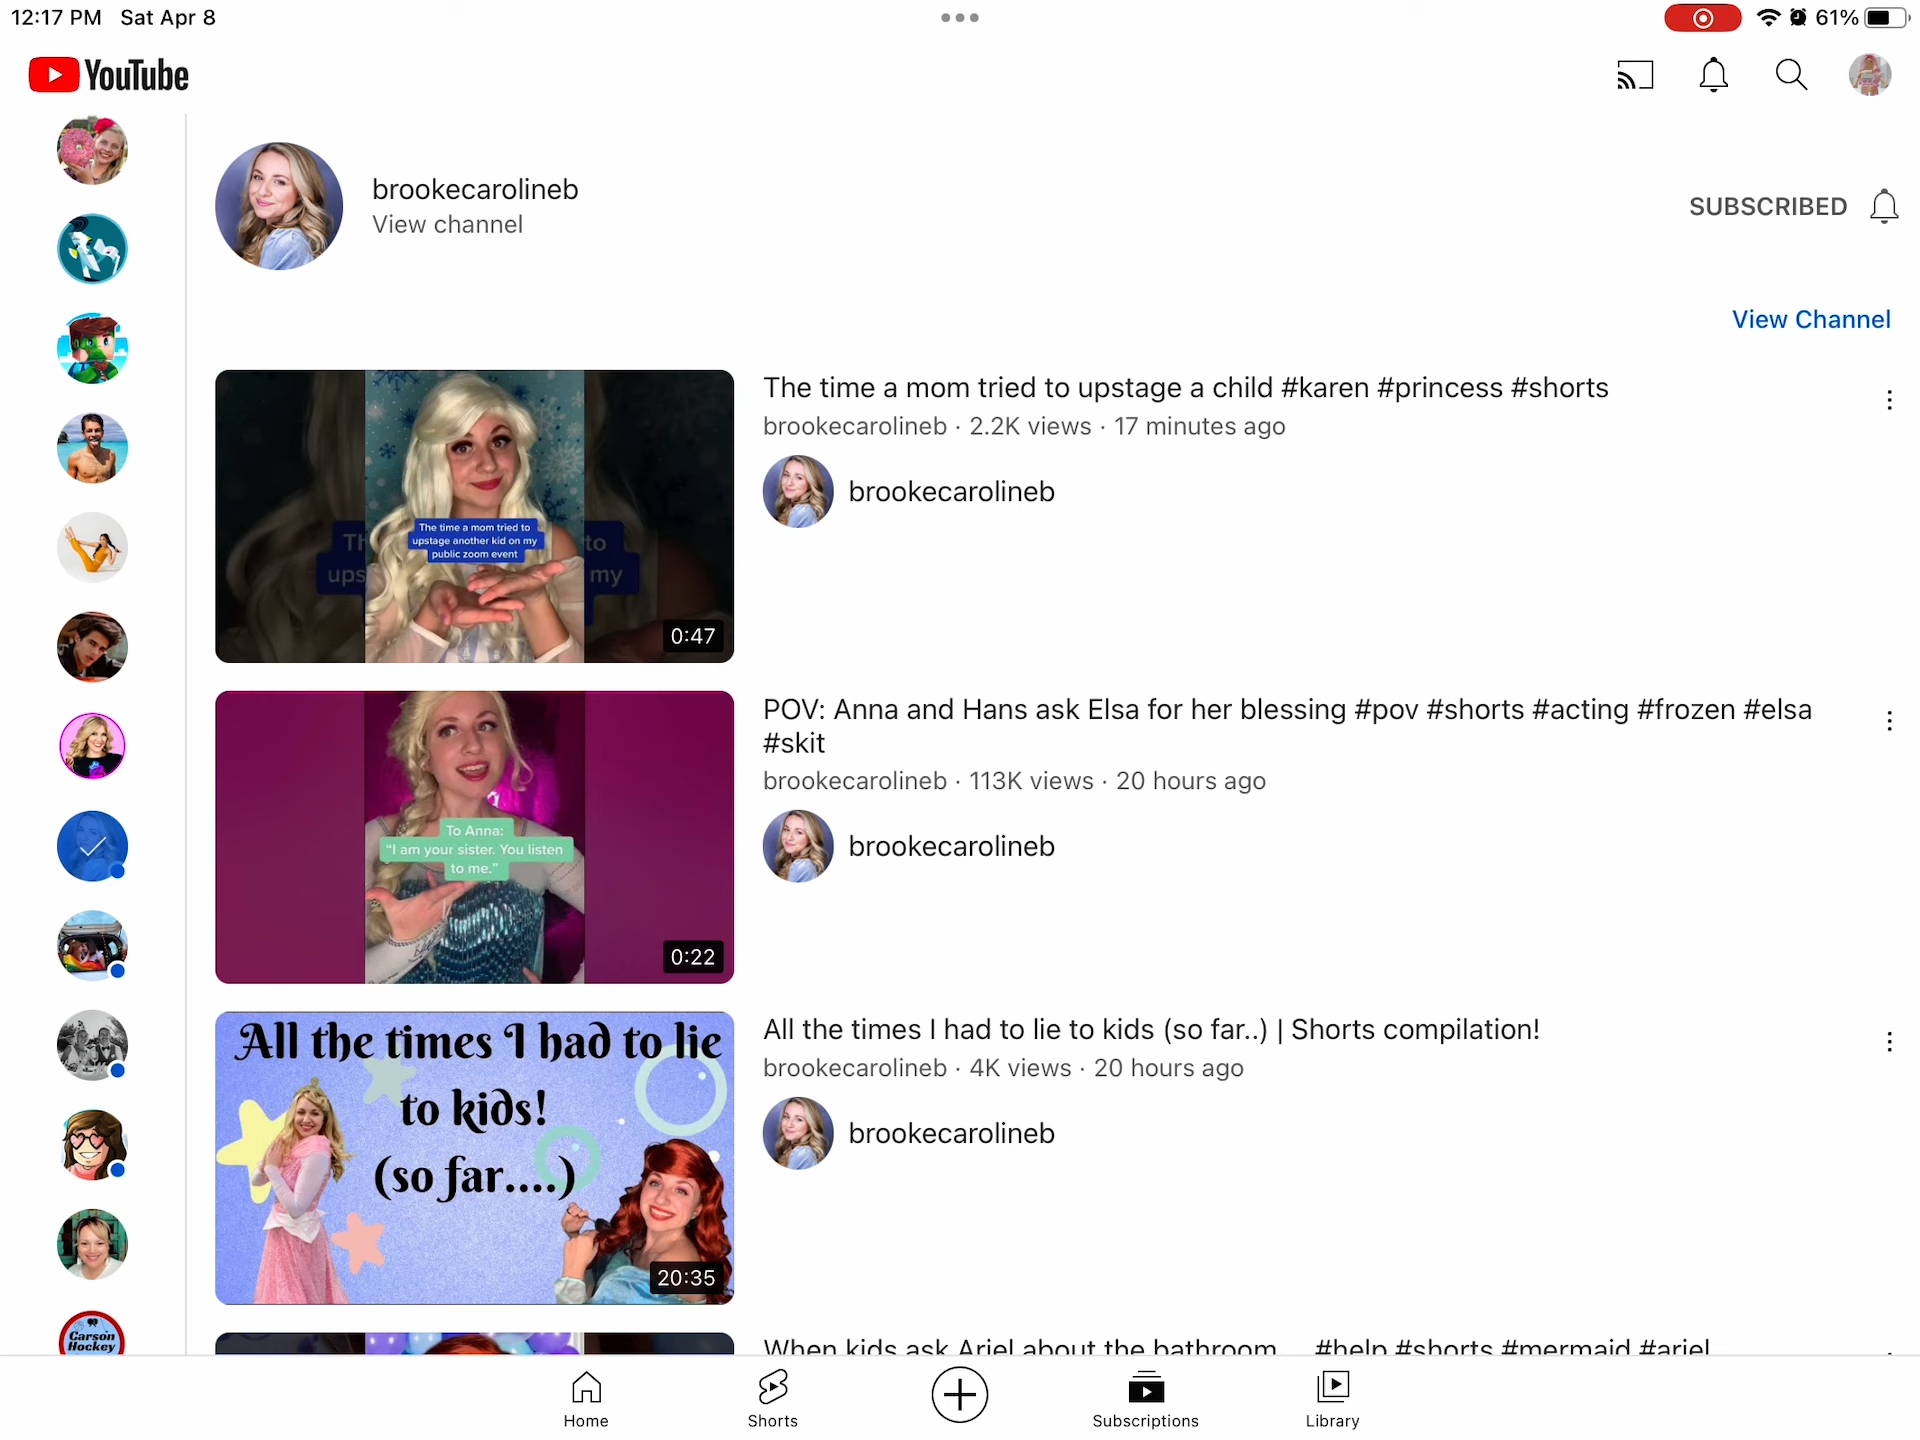 12:17 PM Sat Apr 8
61%
YouTube
brookecarolineb
View channel
SUBSCRIBED
View Channel
The time a mom tried to
upstage another kid on my
public zoom event
Th
ups
to
my
0:47
The time a mom tried to upstage a child #karen #princess #shorts
brookecarolineb · 2.2K views · 17 minutes ago
brookecarolineb
To Anna:
“I am your sister. You listen
to me.”
0:22
POV: Anna and Hans ask Elsa for her blessing #pov #shorts #acting #frozen #elsa
#skit
brookecarolineb · 113K views · 20 hours ago
brookecarolineb
All the times I had to lie
to kids!
(so far....)
20:35
All the times I had to lie to kids (so far..) | Shorts compilation!
brookecarolineb · 4K views · 20 hours ago
brookecarolineb
Carson
Hockey
When kids ask Ariel about the bathroom #help #shorts #mermaid #ariel
Home
Shorts
Subscriptions
Library